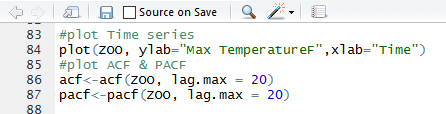 Source on Save
83 #plot Time series
84 plot(ZOO, ylab="Max TemperatureF",xlab="Time")
85 #plot ACF & PACF
86 acf<-acf(ZOO, lag.max = 20)
87 pacf<-pacf(ZOO, lag.max = 20)
88